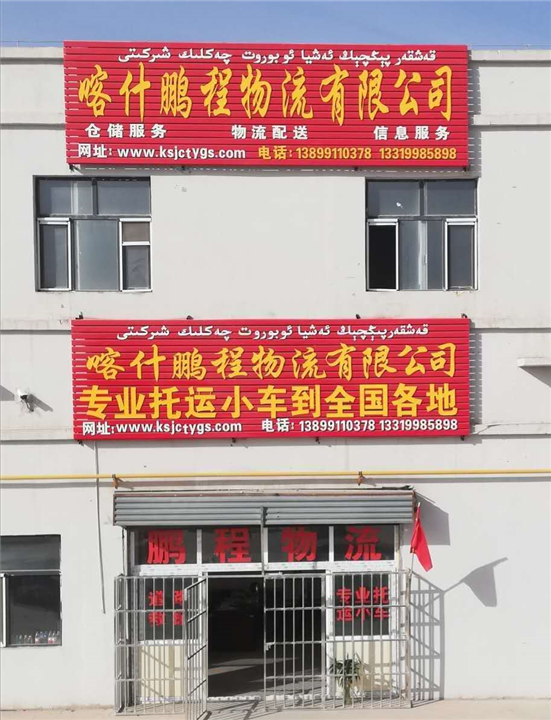 قەشقەر پېڭچېڭ ئەشيا ئوبوروت چەكلىك شىركىتى
喀什鹏程物流有限公司
仓储服务 物流配送 信息服务
网址: www.ksjctygs.com 电话: 13899110378 13319985898
قەشقەرپېڭچېڭ ئەشيا ئوبوروت چەكلىك شىركىتى
喀什鹏程物流有限公司
专业托运小车到全国各地
网址: www.ksjctygs.com 电话: 13899110378 13319985898
鹏程物流
专业托
运小车